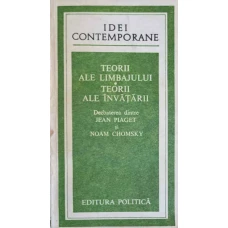 IDEI
CONTEMPORANE
TEORII
ALE LIMBAJULUI
TEORII
ALE ÎNVĂȚĂRII
Dezbaterea dintre
JEAN PIAGET
și
NOAM CHOMSKY
EDITURA POLITICĂ